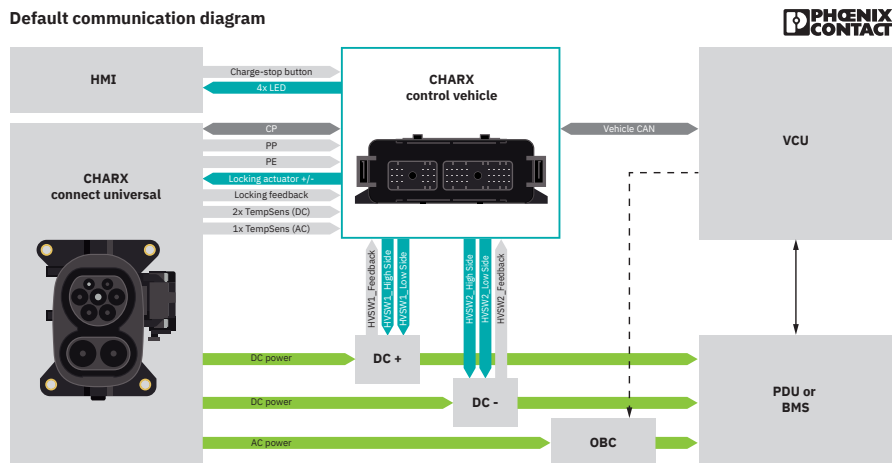 Default communication diagram
PHŒNIX
CONTACT
HMI
Charge-stop button
4x LED
CHARX
control vehicle
VCU
CP
Vehicle CAN
PP
PE
CHARX
connect universal
Locking actuator +/-
Locking feedback
2x TempSens (DC)
1x TempSens (AC)
HVSW1_Feedback
HVSW1_High Side
HVSW1_Low Side
HVSW2_High Side
HVSW2_Low Side
HVSW2_Feedback
DC power
DC +
DC power
DC -
PDU or
BMS
AC power
OBC